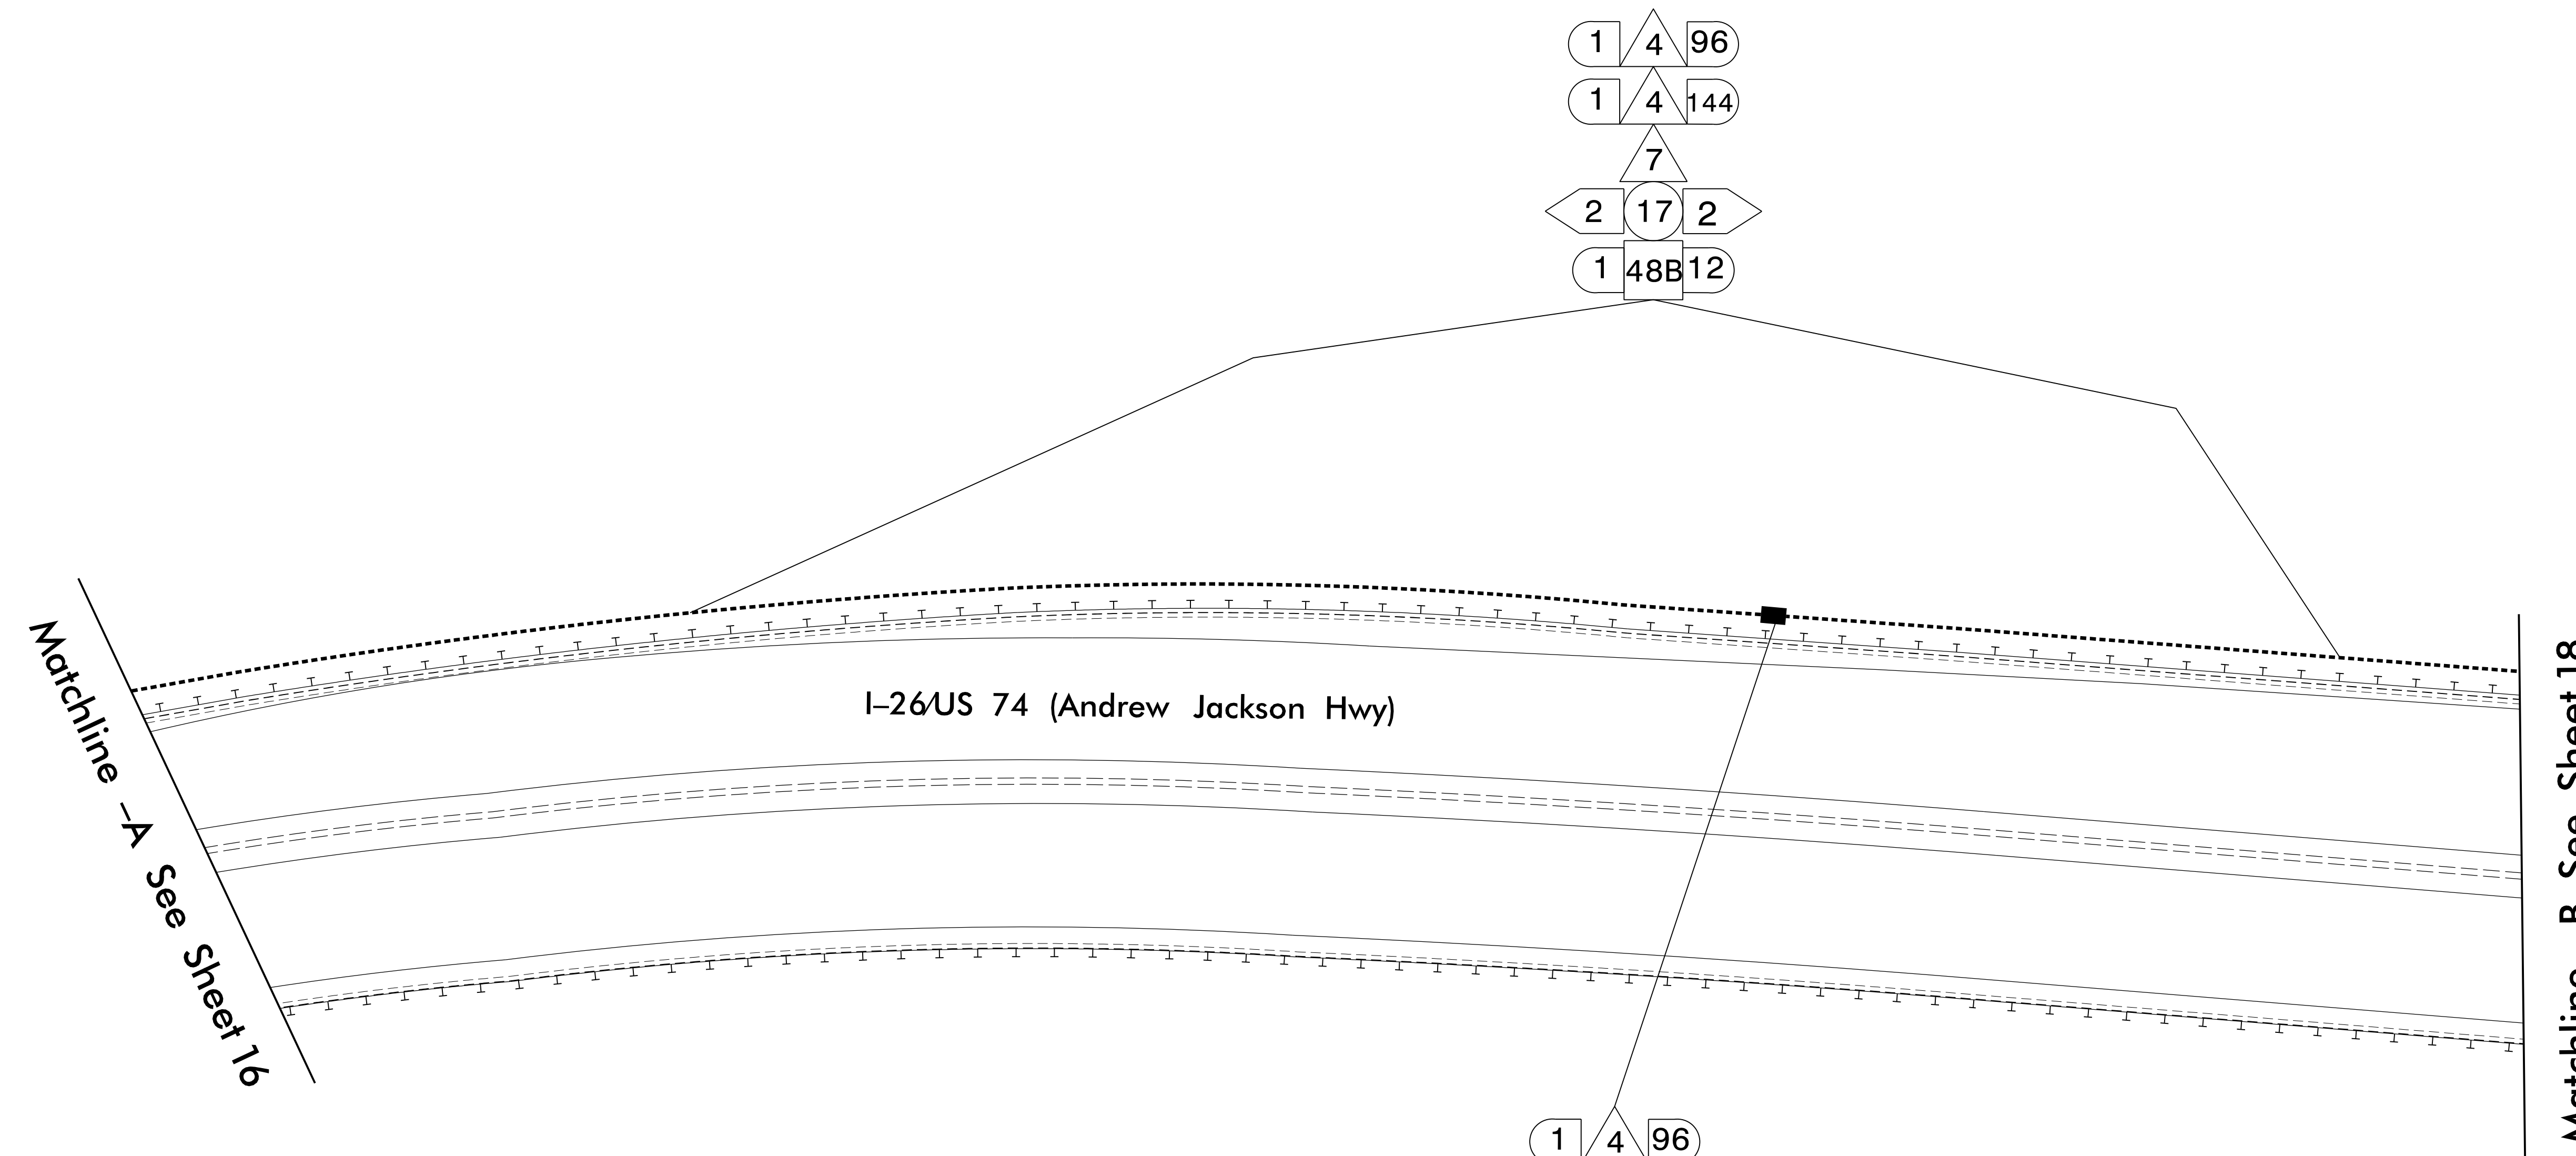 1 4 96
1 4 144
7
2 17 2
1 48B 12
I–26/US 74 (Andrew Jackson Hwy)
Matchline –A See Sheet 16
Matchline B See Sheet 18
1 4 96